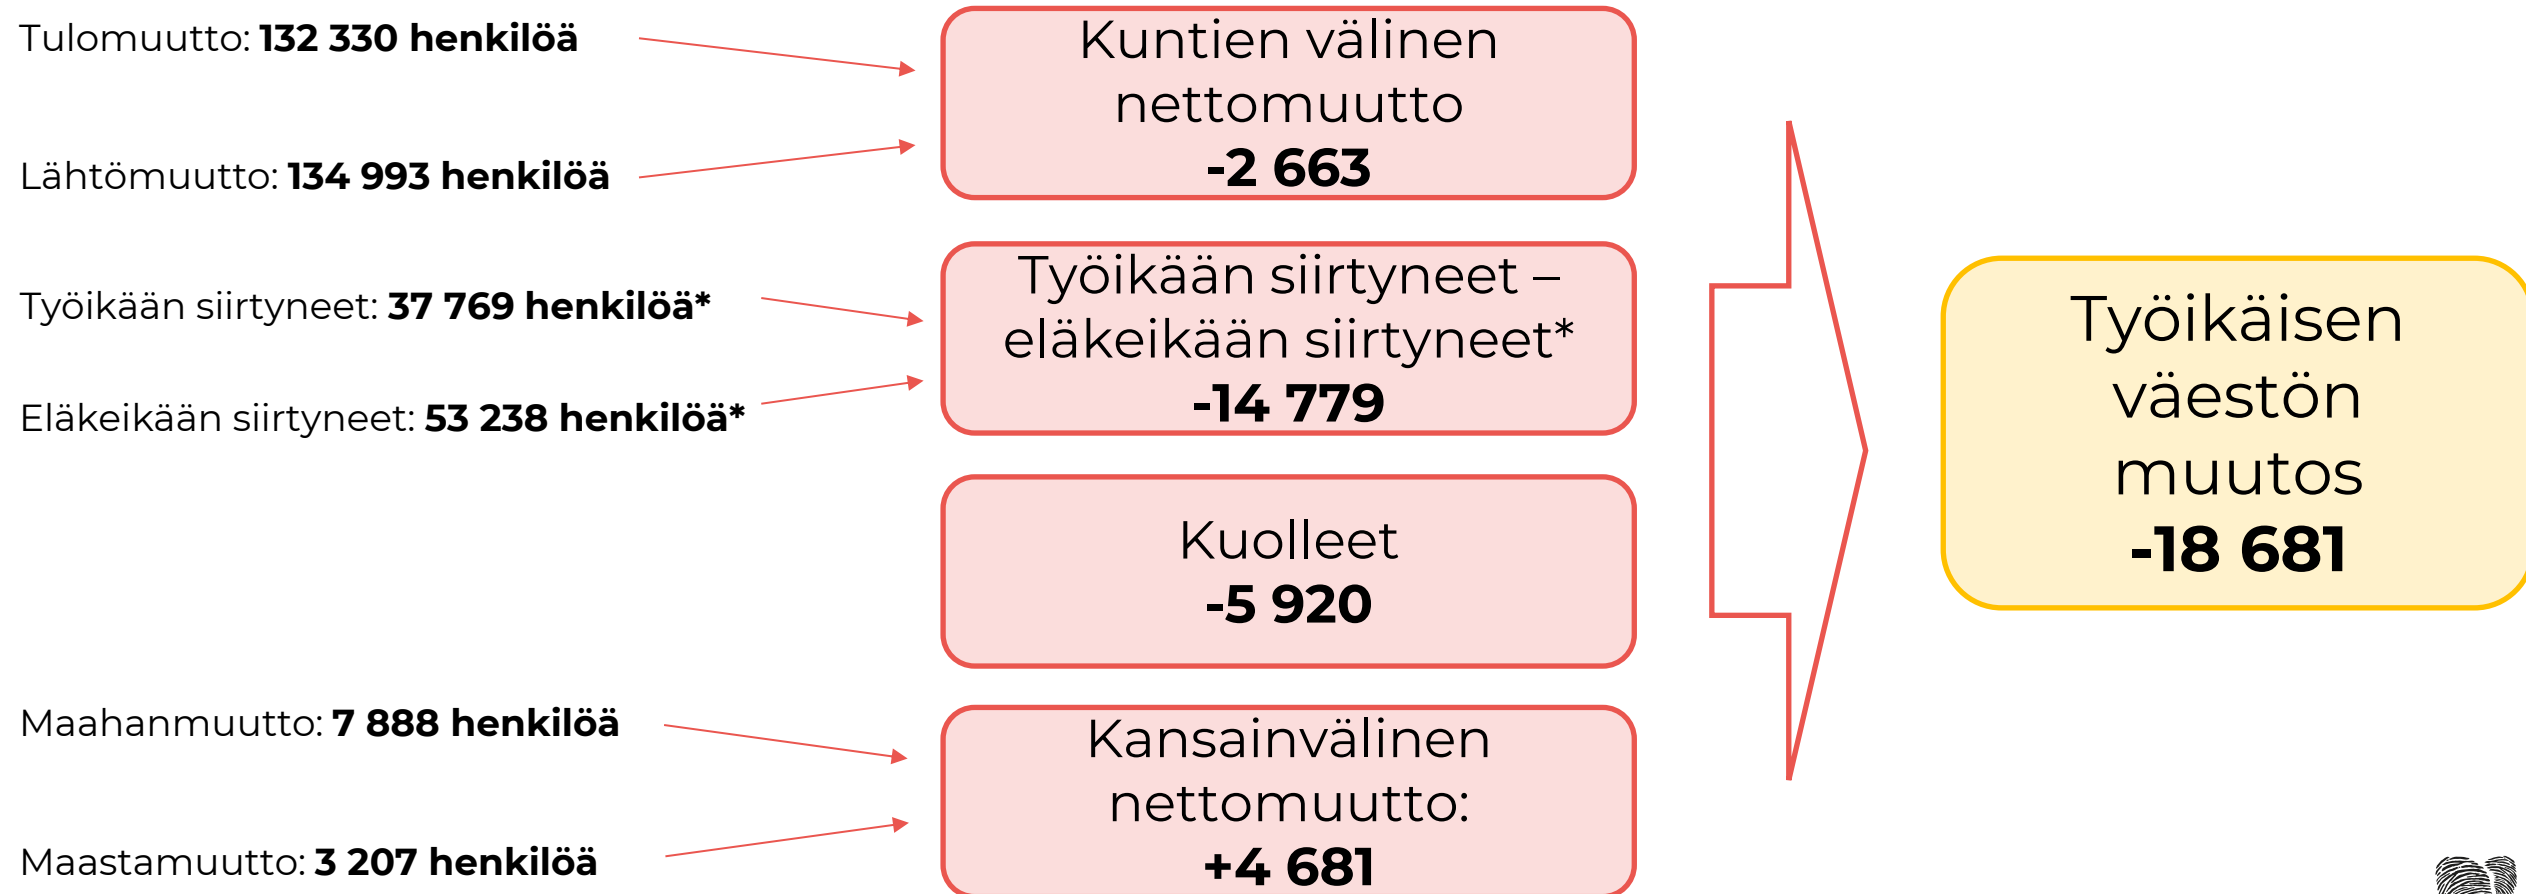 Tulomuutto: 132 330 henkilöä
Lähtömuutto: 134 993 henkilöä
Kuntien välinen
nettomuutto
-2 663
Työikään siirtyneet: 37 769 henkilöä*
Eläkeikään siirtyneet: 53 238 henkilöä*
Työikään siirtyneet –
eläkeikään siirtyneet*
-14 779
Kuolleet
-5 920
Maahanmuutto: 7 888 henkilöä
Maastamuutto: 3 207 henkilöä
Kansainvälinen
nettomuutto:
+4 681
Työikäisen
väestön
muutos
-18 681